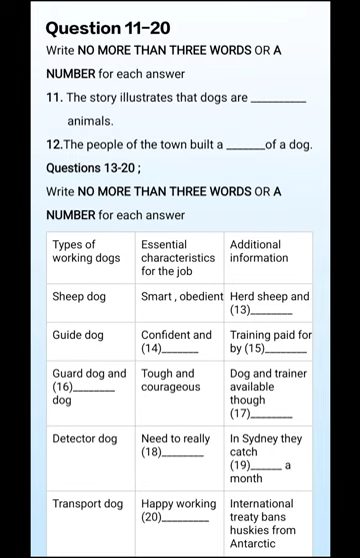 Question 11–20
Write NO MORE THAN THREE WORDS OR A
NUMBER for each answer
11. The story illustrates that dogs are ________
animals.
12.The people of the town built a ______of a dog.
Questions 13-20 ;
Write NO MORE THAN THREE WORDS OR A
NUMBER for each answer
Types of working dogs
Essential characteristics for the job
Additional information
Sheep dog
Smart , obedient
Herd sheep and
(13)_______
Guide dog
Confident and
(14)______
Training paid for
by (15)_______
Guard dog and
(16)_______
dog
Tough and
courageous
Dog and trainer
available
though
(17)_______
Detector dog
Need to really
(18)_______
In Sydney they
catch
(19)_____ a
month
Transport dog
Happy working
(20)________
International
treaty bans
huskies from
Antarctic